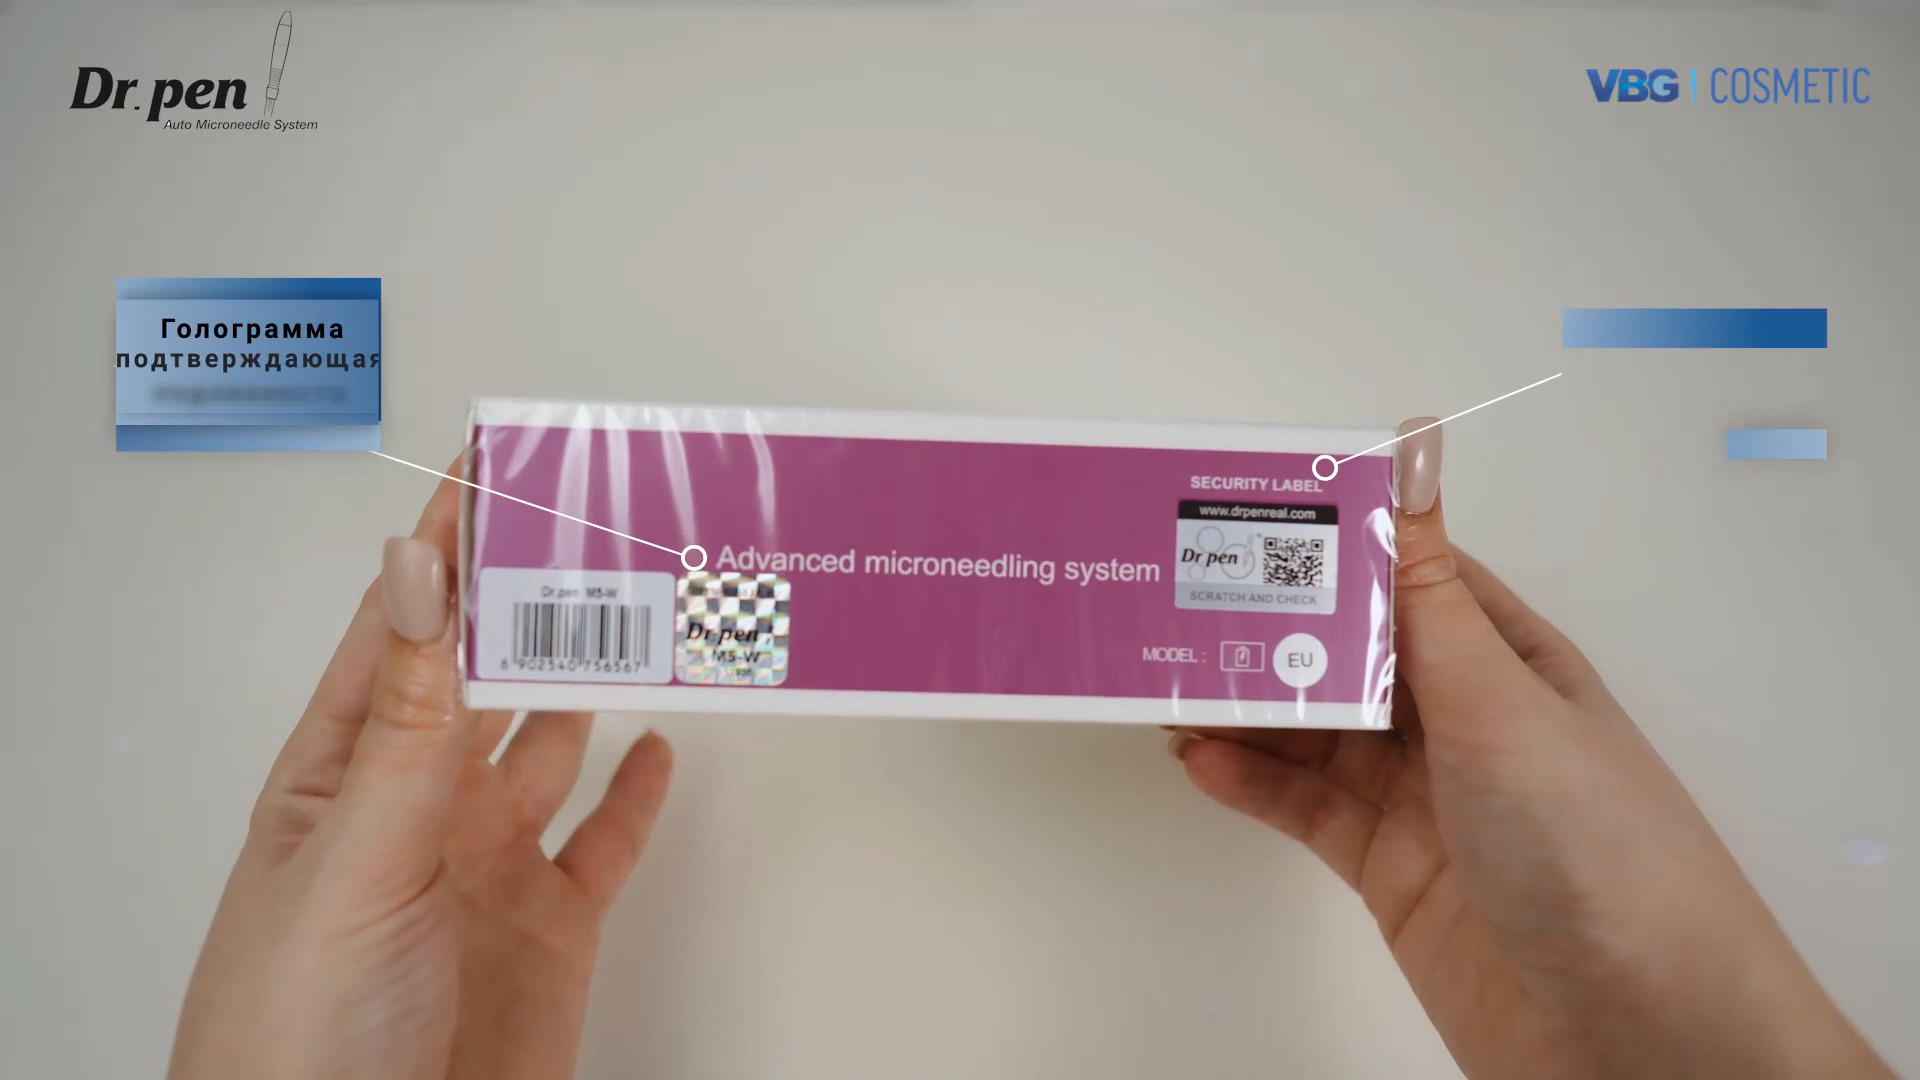 Dr. pen
Auto Microneedle System
VBG | COSMETIC
Голограмма
подтверждающая
SECURITY LABEL
www.drpenreal.com
Dr pen
SCRATCH AND CHECK
Advanced microneedling system
Dr.pen M5-W
6 902540 756567
Dr pen
M5-W
MODEL :
EU